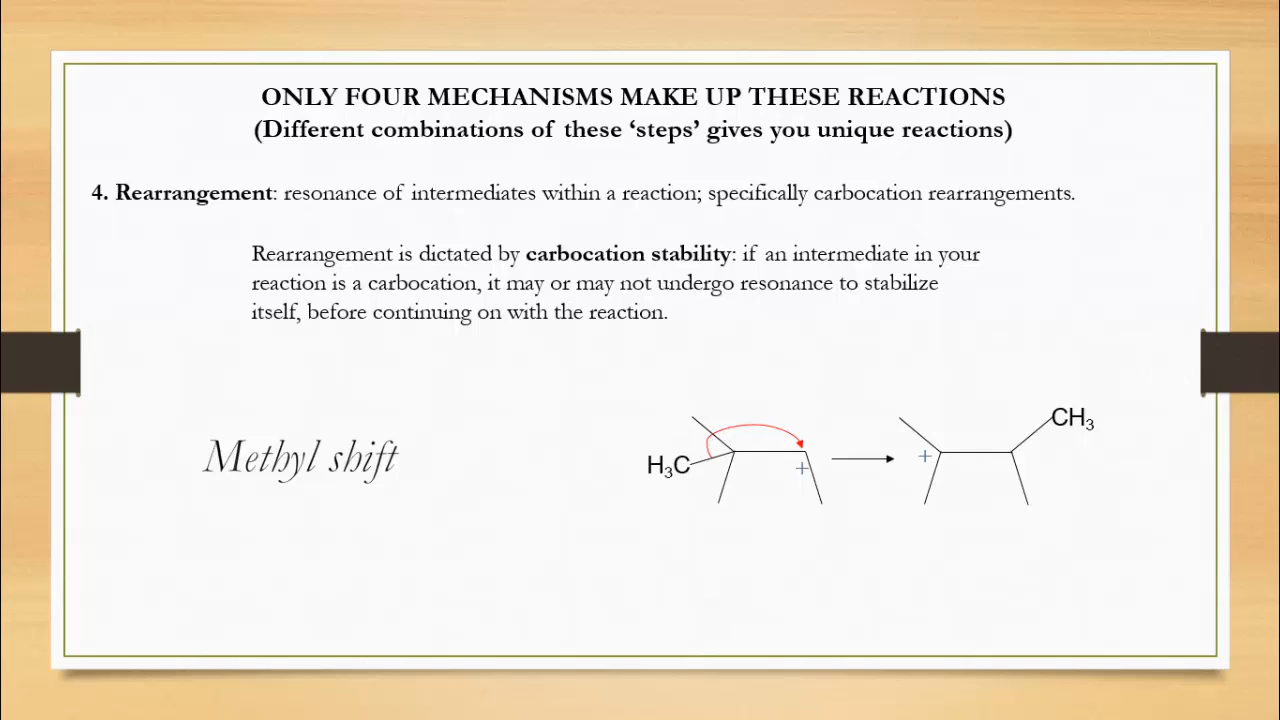 ONLY FOUR MECHANISMS MAKE UP THESE REACTIONS
(Different combinations of these ‘steps’ gives you unique reactions)
4. Rearrangement: resonance of intermediates within a reaction; specifically carbocation rearrangements.
Rearrangement is dictated by carbocation stability: if an intermediate in your
reaction is a carbocation, it may or may not undergo resonance to stabilize
itself, before continuing on with the reaction.
Methyl shift
H₃C
+
+
CH₃